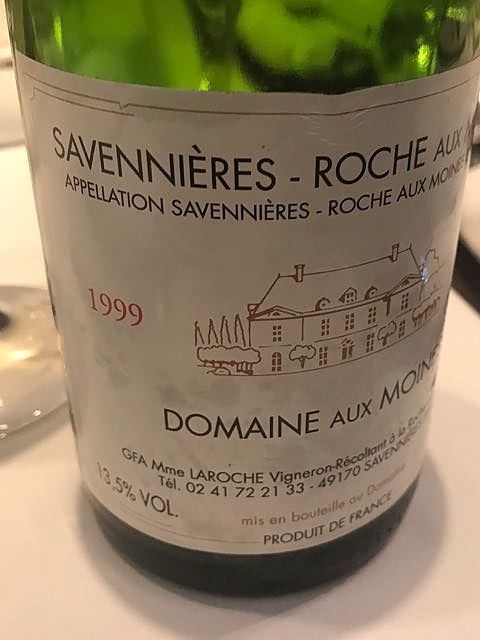 SAVENNIÈRES - ROCHE AUX
APPELLATION SAVENNIÈRES - ROCHE AUX MOINES
1999
DOMAINE AUX MOINES
GFA Mme LAROCHE Vigneron-Récoltant à la Roche
Tél. 02 41 72 21 33 - 49170 SAVENNIÈRES
13,5% VOL.
mis en bouteille au Domaine
PRODUIT DE FRANCE